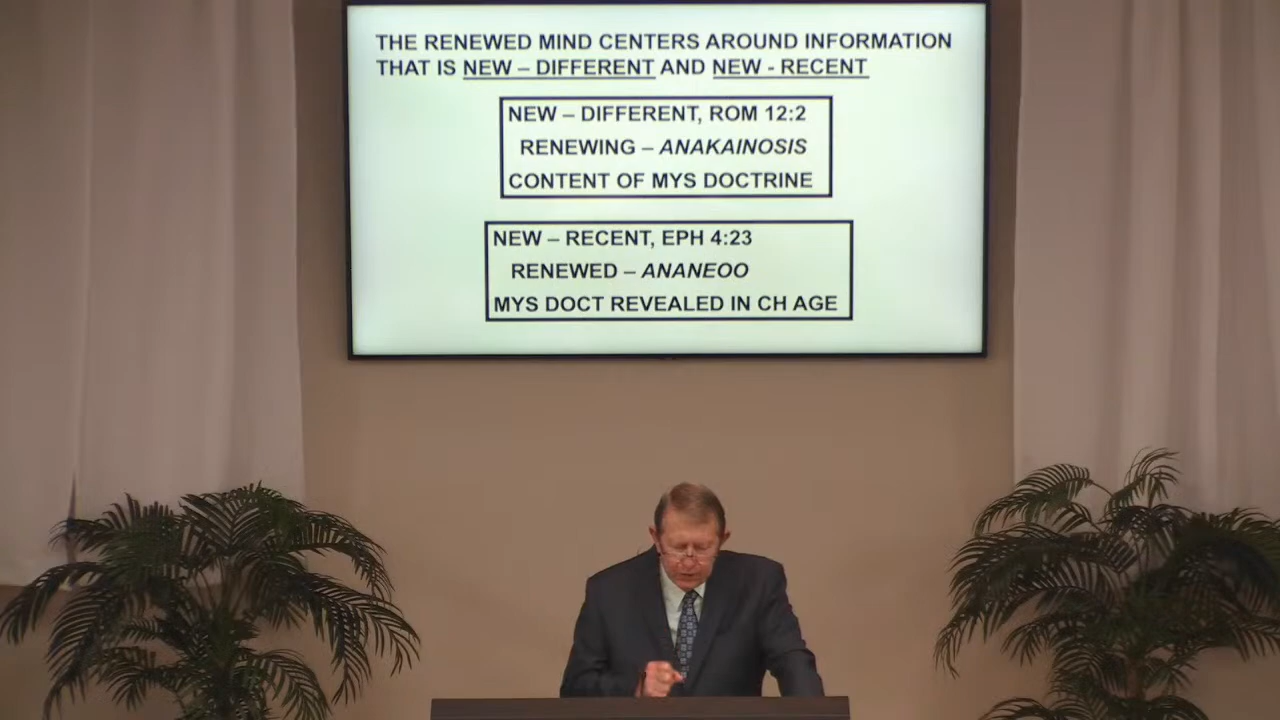 THE RENEWED MIND CENTERS AROUND INFORMATION
THAT IS NEW – DIFFERENT AND NEW - RECENT
NEW – DIFFERENT, ROM 12:2
RENEWING – ANAKAINOSIS
CONTENT OF MYS DOCTRINE
NEW – RECENT, EPH 4:23
RENEWED – ANANEOO
MYS DOCT REVEALED IN CH AGE